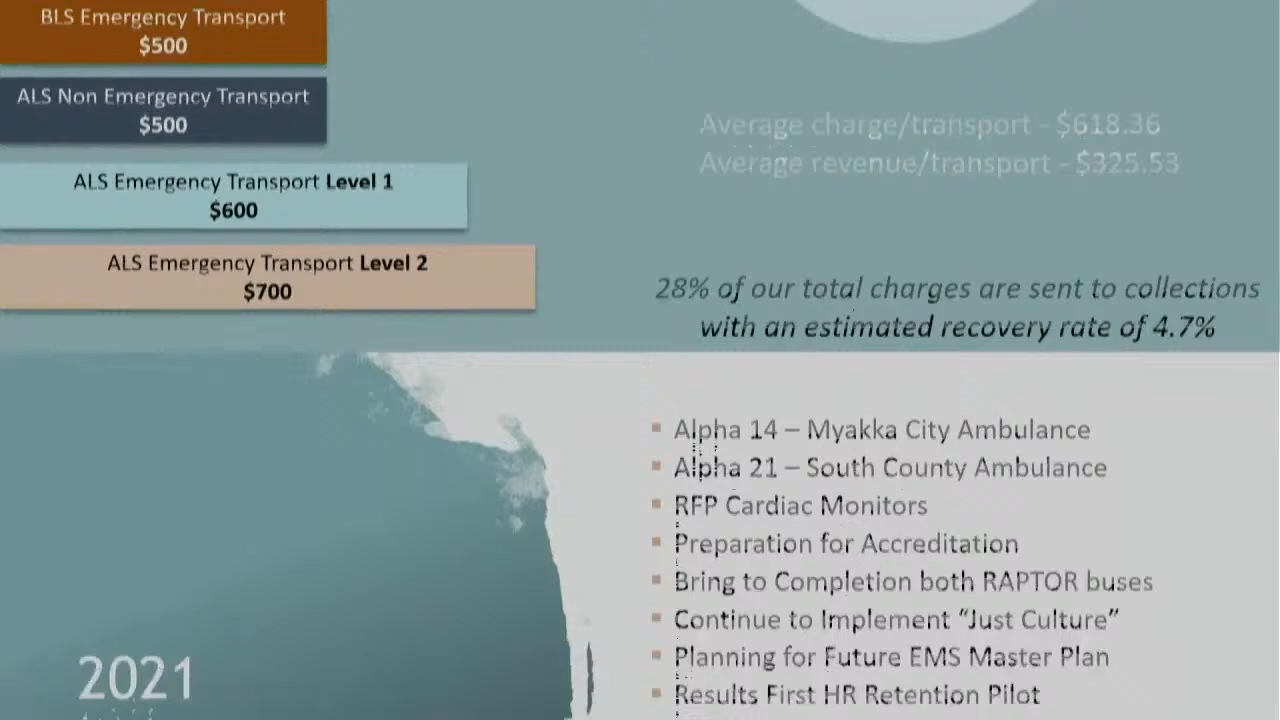 BLS Emergency Transport
$500
ALS Non Emergency Transport
$500
ALS Emergency Transport Level 1
$600
ALS Emergency Transport Level 2
$700
Average charge/transport - $618.36
Average revenue/transport - $325.53
28% of our total charges are sent to collections
with an estimated recovery rate of 4.7%
▪ Alpha 14 – Myakka City Ambulance
▪ Alpha 21 – South County Ambulance
▪ RFP Cardiac Monitors
▪ Preparation for Accreditation
▪ Bring to Completion both RAPTOR buses
▪ Continue to Implement “Just Culture”
▪ Planning for Future EMS Master Plan
▪ Results First HR Retention Pilot
2021